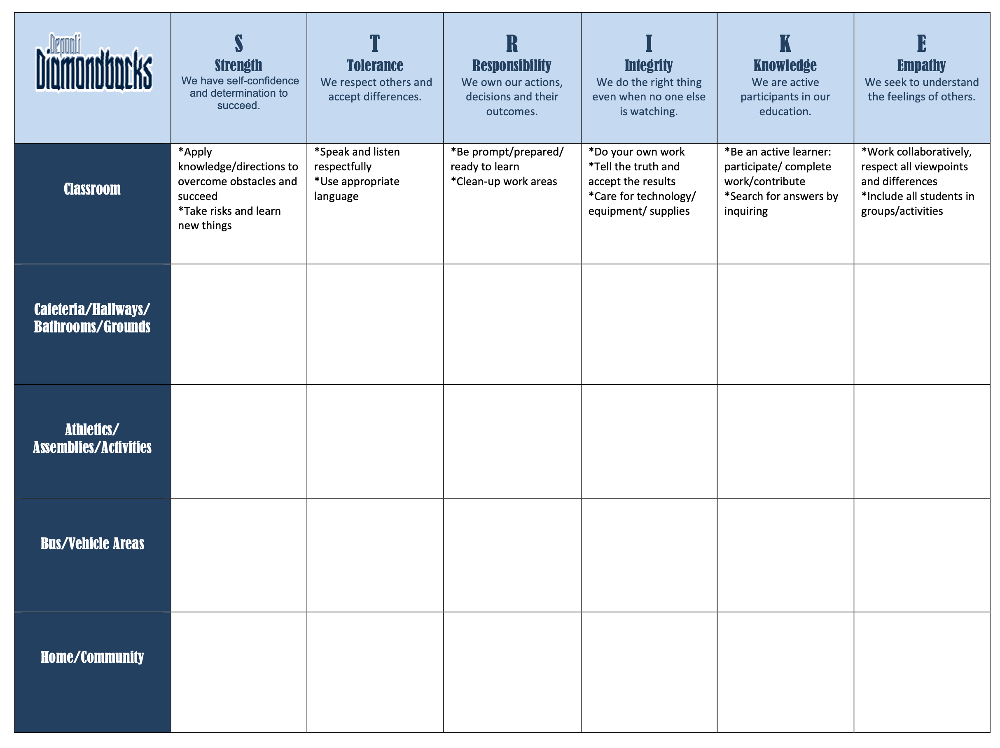 Depoali
Diamondbacks
S
Strength
We have self-confidence
and determination to
succeed.
T
Tolerance
We respect others and
accept differences.
R
Responsibility
We own our actions,
decisions and their
outcomes.
I
Integrity
We do the right thing
even when no one else
is watching.
K
Knowledge
We are active
participants in our
education.
E
Empathy
We seek to understand
the feelings of others.
Classroom
*Apply
knowledge/directions to
overcome obstacles and
succeed
*Take risks and learn
new things
*Speak and listen
respectfully
*Use appropriate
language
*Be prompt/prepared/
ready to learn
*Clean-up work areas
*Do your own work
*Tell the truth and
accept the results
*Care for technology/
equipment/ supplies
*Be an active learner:
participate/ complete
work/contribute
*Search for answers by
inquiring
*Work collaboratively,
respect all viewpoints
and differences
*Include all students in
groups/activities
Cafeteria/Hallways/
Bathrooms/Grounds
Athletics/
Assemblies/Activities
Bus/Vehicle Areas
Home/Community